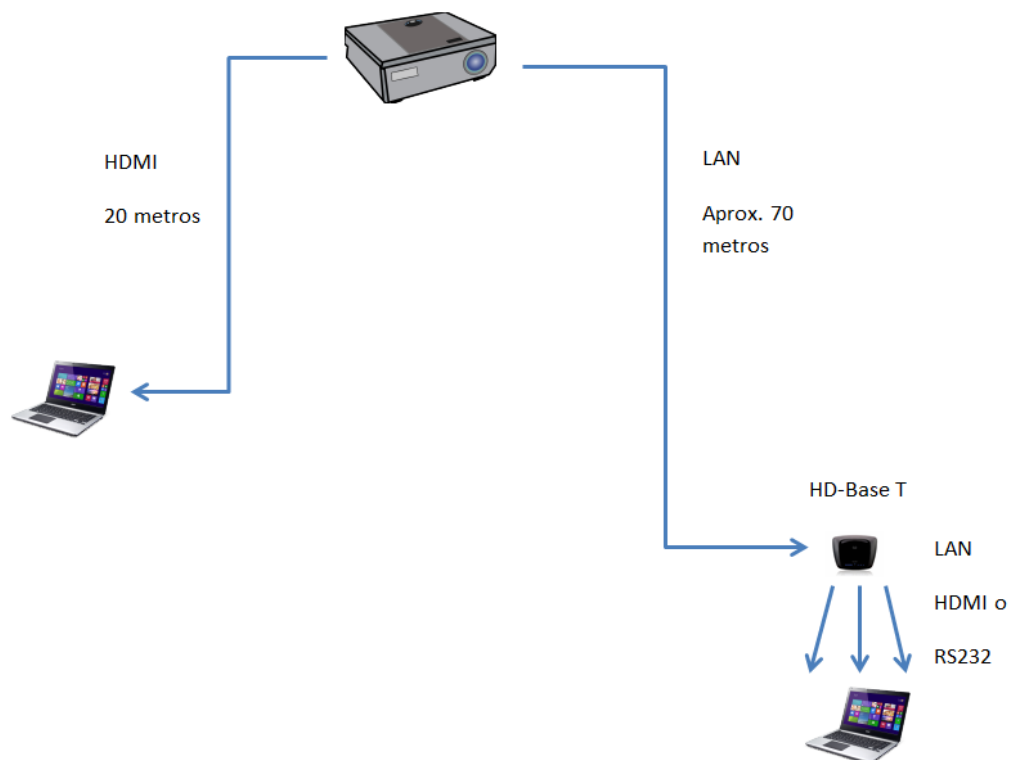 HDMI
20 metros
LAN
Aprox. 70
metros
HD-Base T
LAN
HDMI o
RS232